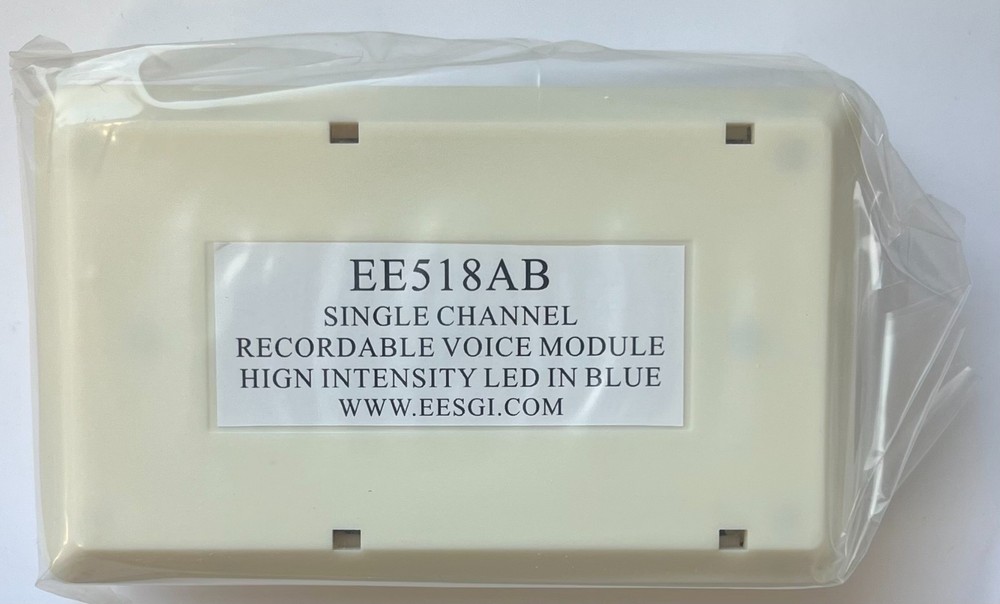 EE518AB
SINGLE CHANNEL
RECORDABLE VOICE MODULE
HIGN INTENSITY LED IN BLUE
WWW.EESGI.COM